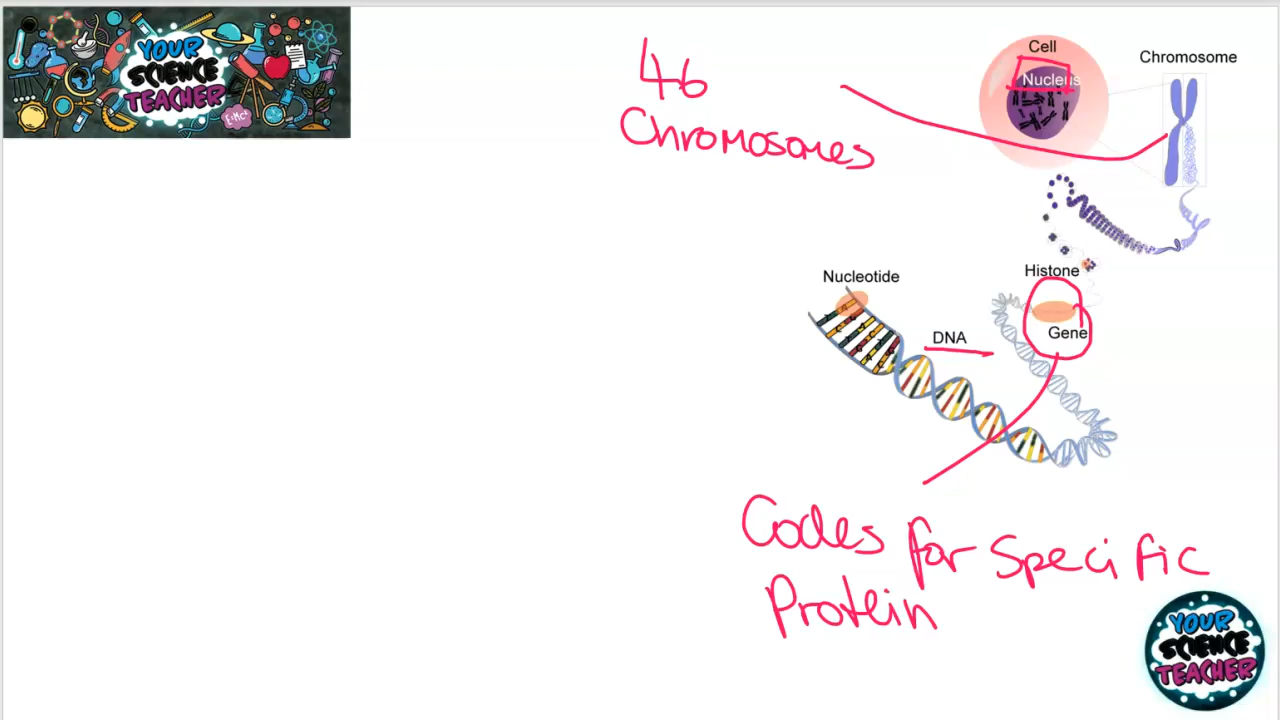 YOUR
SCIENCE
TEACHER
E=Mc²
46
Chromosomes
Cell
Nucleus
Chromosome
Histone
Nucleotide
DNA
Gene
Codes for Specific
Protein
YOUR
SCIENCE
TEACHER